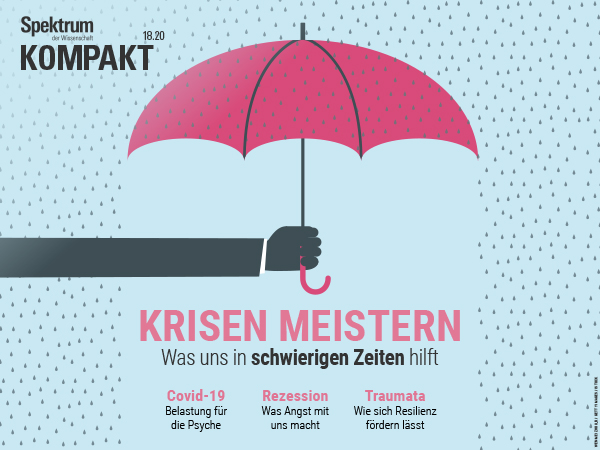 Spektrum
der Wissenschaft
KOMPAKT
18.20
KRISEN MEISTERN
Was uns in schwierigen Zeiten hilft
Covid-19
Belastung für
die Psyche
Rezession
Was Angst mit
uns macht
Traumata
Wie sich Resilienz
fördern lässt